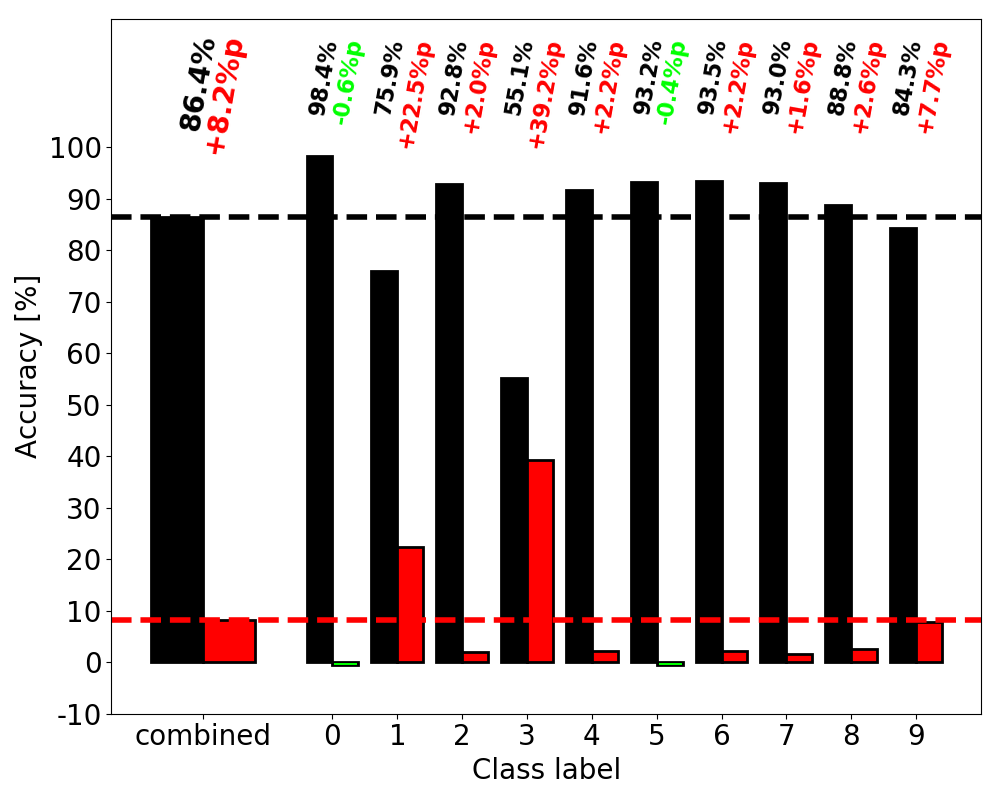 86.4%
+8.2%p
98.4%
-0.6%p
75.9%
+22.5%p
92.8%
+2.0%p
55.1%
+39.2%p
91.6%
+2.2%p
93.2%
-0.4%p
93.5%
+2.2%p
93.0%
+1.6%p
88.8%
+2.6%p
84.3%
+7.7%p
100
90
80
70
60
50
40
30
20
10
0
-10
Accuracy [%]
combined 0 1 2 3 4 5 6 7 8 9
Class label